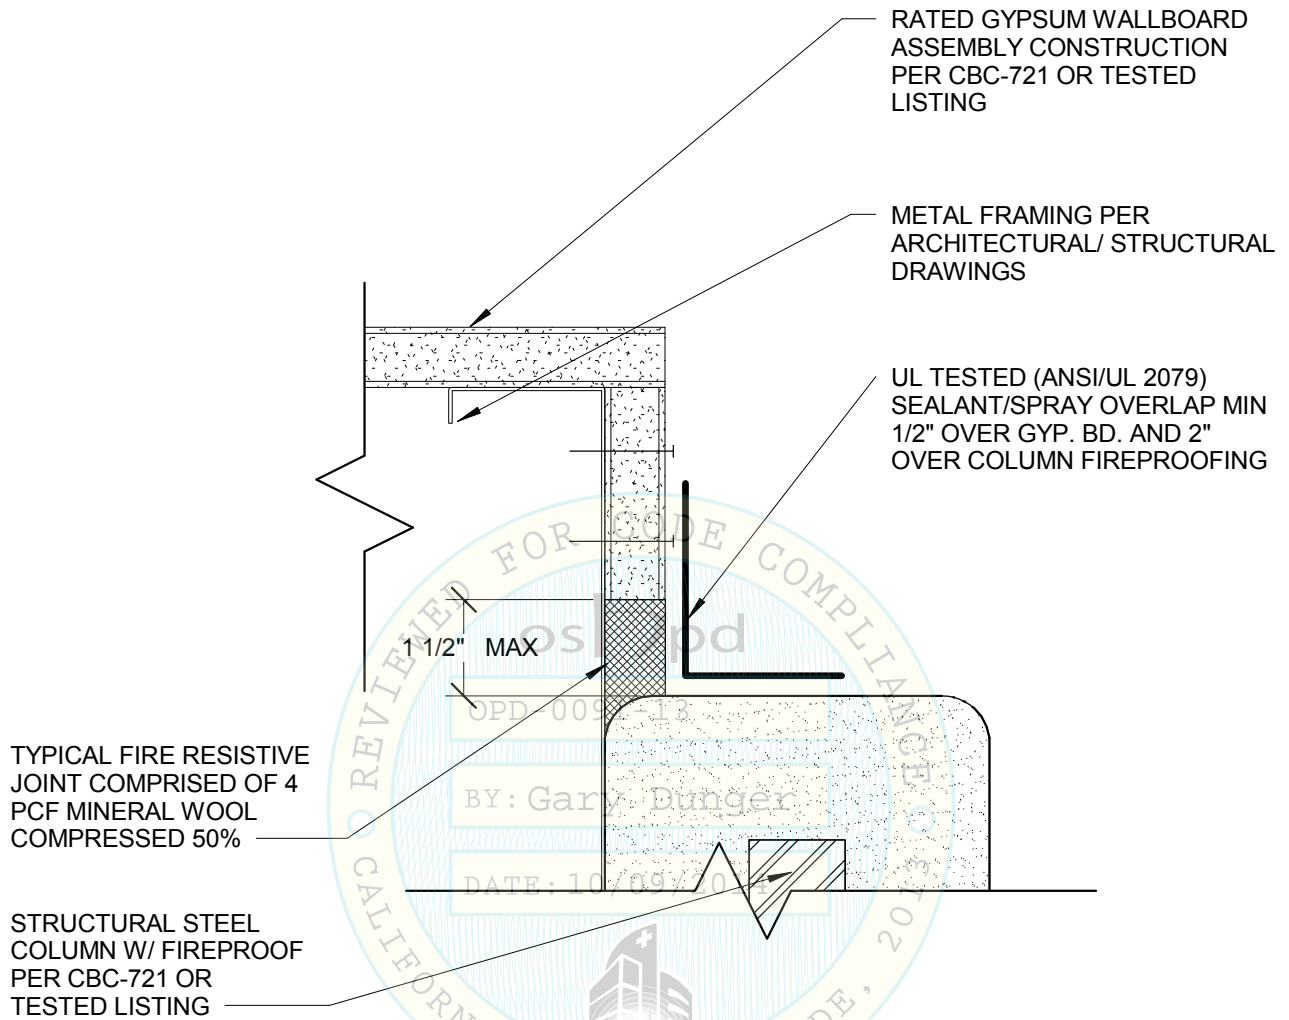 RATED GYPSUM WALLBOARD
ASSEMBLY CONSTRUCTION
PER CBC-721 OR TESTED
LISTING
METAL FRAMING PER
ARCHITECTURAL/ STRUCTURAL
DRAWINGS
UL TESTED (ANSI/UL 2079)
SEALANT/SPRAY OVERLAP MIN
1/2" OVER GYP. BD. AND 2"
OVER COLUMN FIREPROOFING
1 1/2" MAX
TYPICAL FIRE RESISTIVE
JOINT COMPRISED OF 4
PCF MINERAL WOOL
COMPRESSED 50%
STRUCTURAL STEEL
COLUMN W/ FIREPROOF
PER CBC-721 OR
TESTED LISTING
REVIEWED FOR CODE COMPLIANCE
BY: Gary Dunger
DATE: 10/09/2014
2013